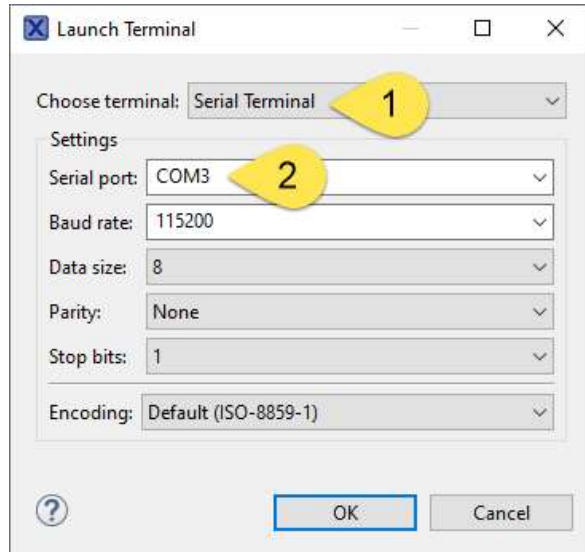 Launch Terminal
Choose terminal: Serial Terminal 1
Settings
Serial port: COM3 2
Baud rate: 115200
Data size: 8
Parity: None
Stop bits: 1
Encoding: Default (ISO-8859-1)
? OK Cancel